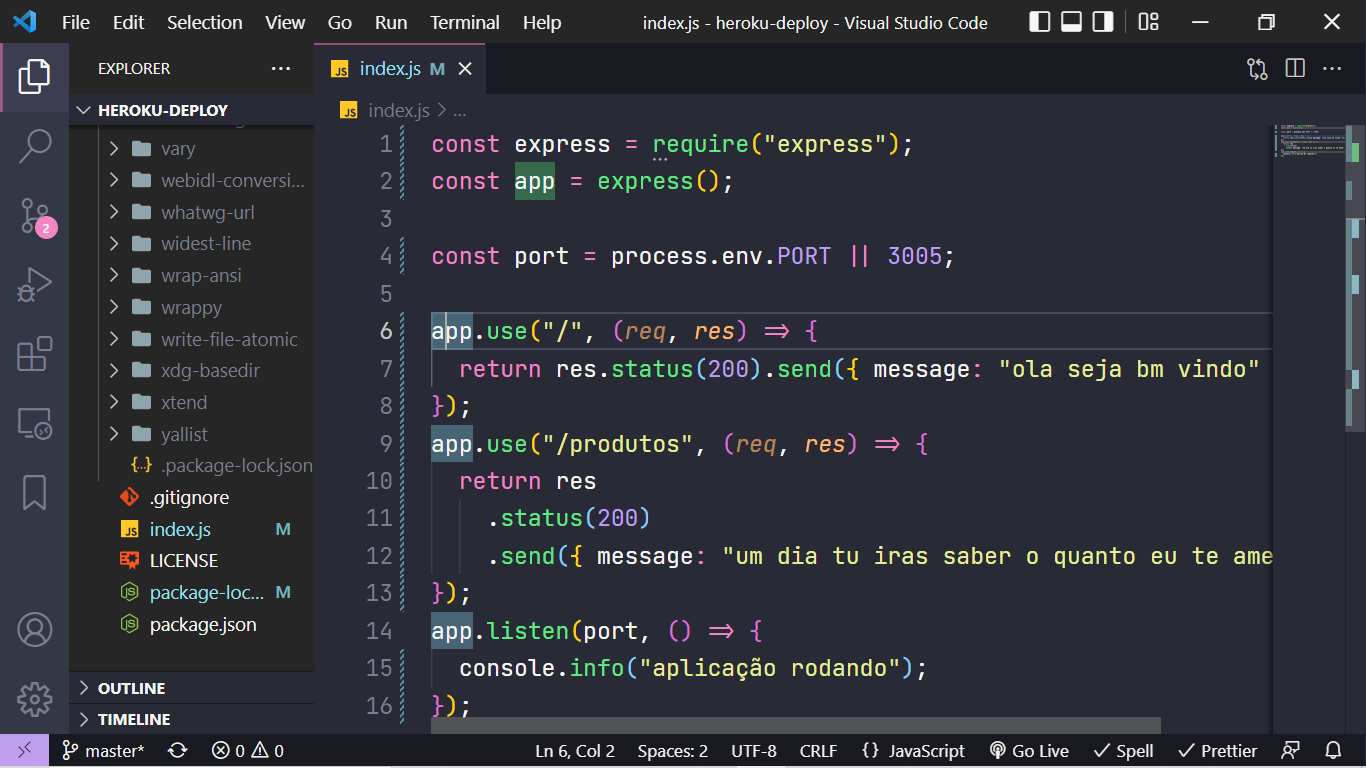 File Edit Selection View Go Run Terminal Help index.js - heroku-deploy - Visual Studio Code
EXPLORER
HEROKU-DEPLOY
vary
webidl-conversi...
whatwg-url
widest-line
wrap-ansi
wrappy
write-file-atomic
xdg-basedir
xtend
yallist
{..} .package-lock.json
.gitignore
JS index.js M
LICENSE
package-loc... M
package.json
OUTLINE
TIMELINE
2
JS index.js M
JS index.js > ...
1 const express = require("express");
2 const app = express();
3
4 const port = process.env.PORT || 3005;
5
6 app.use("/", (req, res) => {
7 return res.status(200).send({ message: "ola seja bm vindo"
8 });
9 app.use("/produtos", (req, res) => {
10 return res
11 .status(200)
12 .send({ message: "um dia tu iras saber o quanto eu te ame
13 });
14 app.listen(port, () => {
15 console.info("aplicação rodando");
16 });
master* 0 0 Ln 6, Col 2 Spaces: 2 UTF-8 CRLF {} JavaScript Go Live Spell Prettier